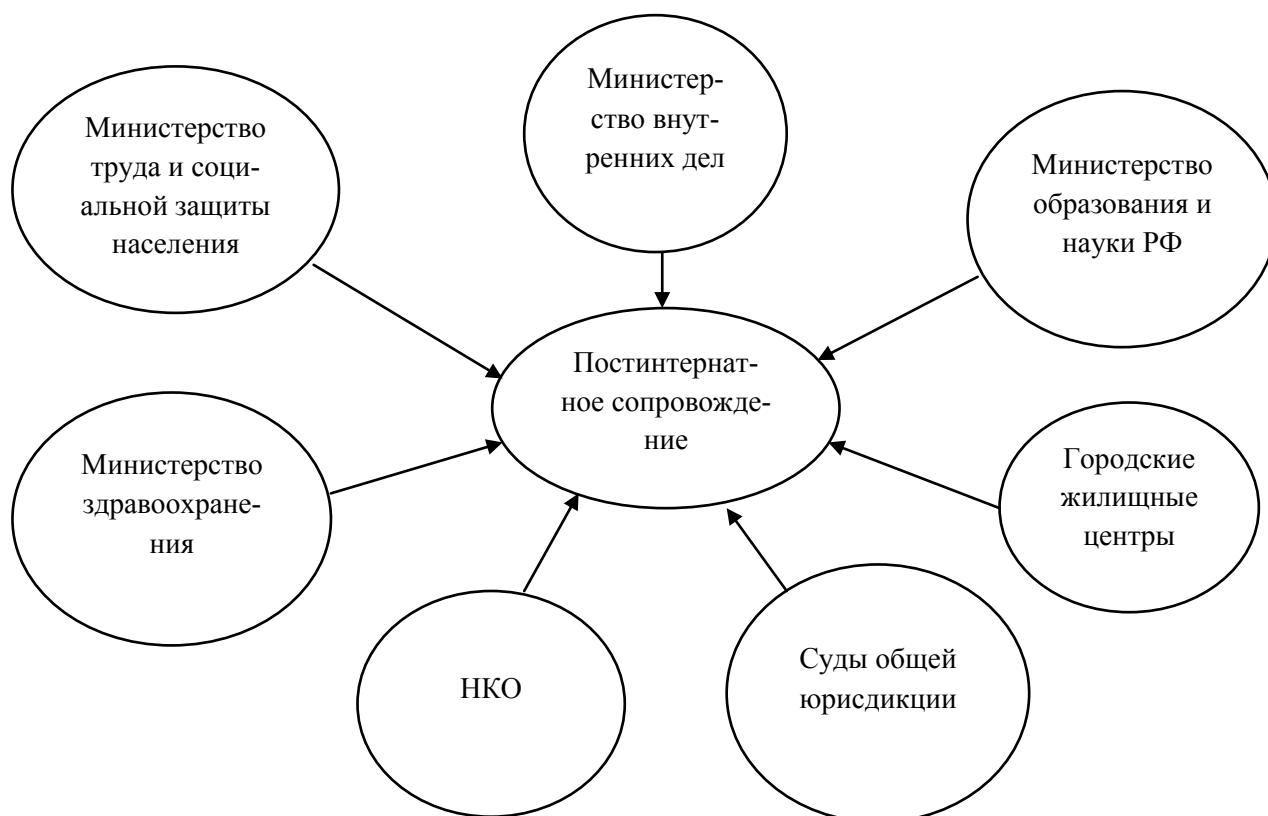 Министер-
ство внут-
ренних дел
Министерство
труда и соци-
альной защиты
населения
Министерство
образования и
науки РФ
Постинтернат-
ное сопровожде-
ние
Министерство
здравоохране-
ния
Городские
жилищные
центры
НКО
Суды общей
юрисдикции